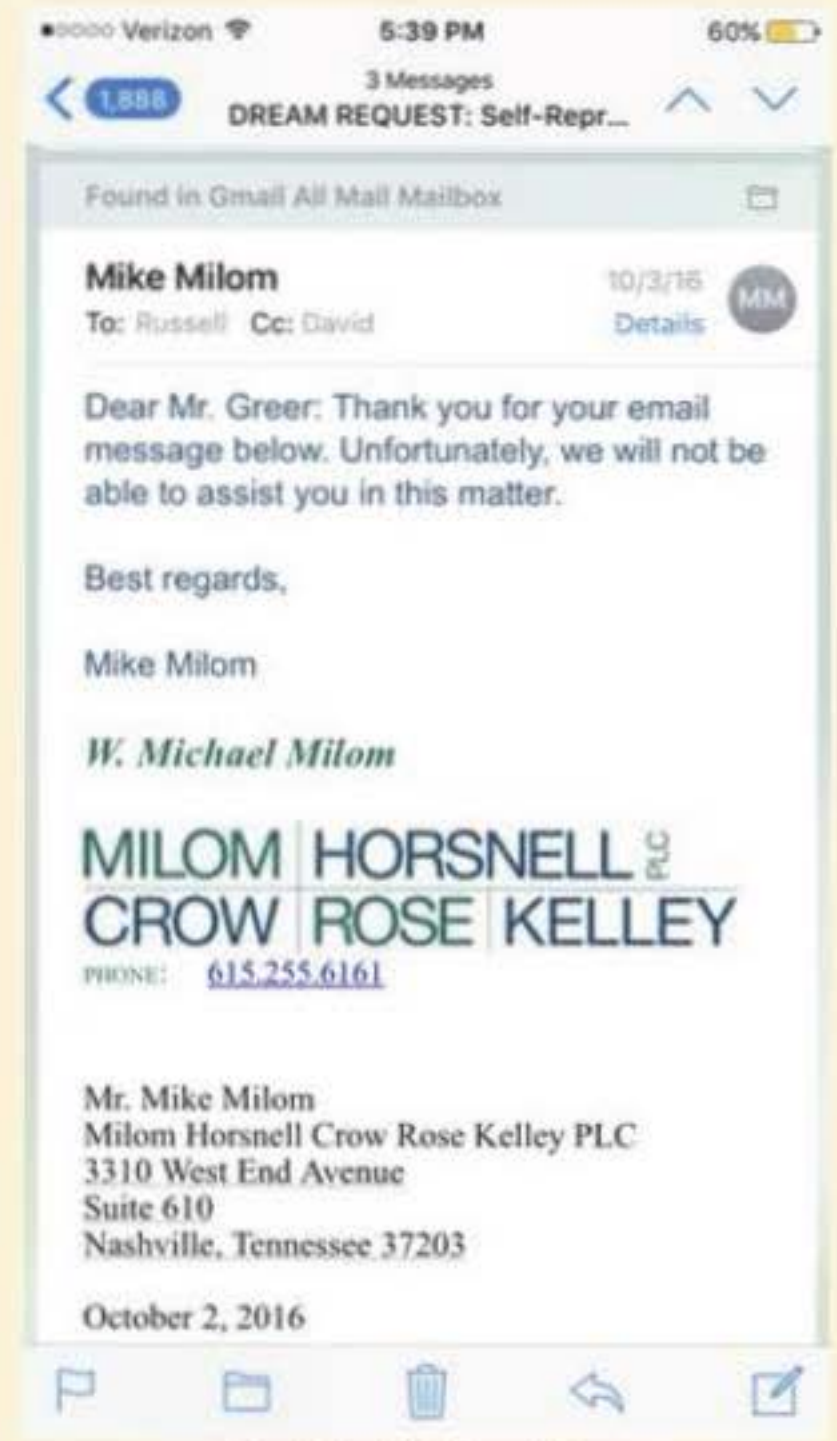 Verizon 5:39 PM 60%
1,888 3 Messages
DREAM REQUEST: Self-Repr...
Found in Gmail All Mail Mailbox
Mike Milom 10/3/16 MM
To: Russell Cc: David Details
Dear Mr. Greer: Thank you for your email
message below. Unfortunately, we will not be
able to assist you in this matter.
Best regards,
Mike Milom
W. Michael Milom
MILOM HORSNELL PLC
CROW ROSE KELLEY
PHONE: 615.255.6161
Mr. Mike Milom
Milom Horsnell Crow Rose Kelley PLC
3310 West End Avenue
Suite 610
Nashville, Tennessee 37203
October 2, 2016